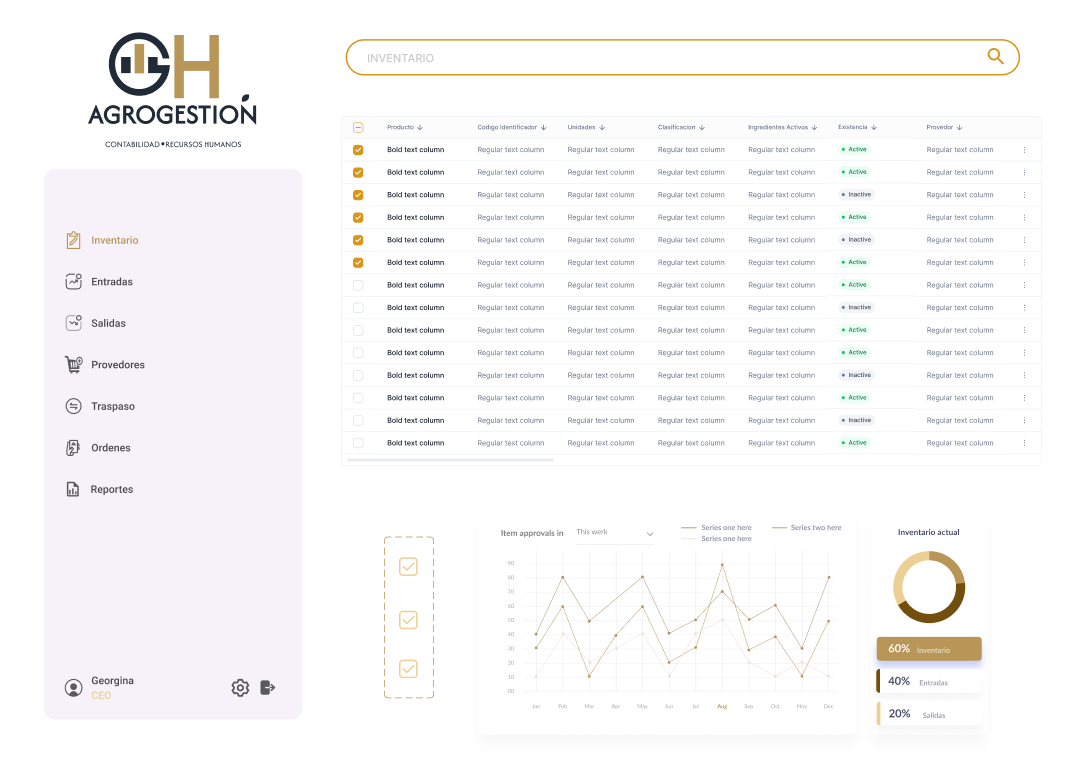 GH
AGROGESTIÓN
CONTABILIDAD•RECURSOS HUMANOS
Inventario
Entradas
Salidas
Provedores
Traspaso
Ordenes
Reportes
Georgina
CEO
INVENTARIO
Producto ↓ Codigo Identificador ↓ Unidades ↓ Clasificacion ↓ Ingredientes Activos ↓ Existencia ↓ Provedor ↓
Bold text column Regular text column Regular text column Regular text column Regular text column Active Regular text column
Bold text column Regular text column Regular text column Regular text column Regular text column Active Regular text column
Bold text column Regular text column Regular text column Regular text column Regular text column Inactive Regular text column
Bold text column Regular text column Regular text column Regular text column Regular text column Active Regular text column
Bold text column Regular text column Regular text column Regular text column Regular text column Inactive Regular text column
Bold text column Regular text column Regular text column Regular text column Regular text column Active Regular text column
Bold text column Regular text column Regular text column Regular text column Regular text column Active Regular text column
Bold text column Regular text column Regular text column Regular text column Regular text column Inactive Regular text column
Bold text column Regular text column Regular text column Regular text column Regular text column Active Regular text column
Bold text column Regular text column Regular text column Regular text column Regular text column Active Regular text column
Bold text column Regular text column Regular text column Regular text column Regular text column Inactive Regular text column
Bold text column Regular text column Regular text column Regular text column Regular text column Active Regular text column
Bold text column Regular text column Regular text column Regular text column Regular text column Inactive Regular text column
Bold text column Regular text column Regular text column Regular text column Regular text column Active Regular text column
Item approvals in This werk Series one here Series two here
Series one here
90
80
70
60
50
40
30
20
10
00
Jan Feb Mar Apr May Jun Jul Aug Sep Oct Nov Dec
Inventario actual
60% Inventario
40% Entradas
20% Salidas